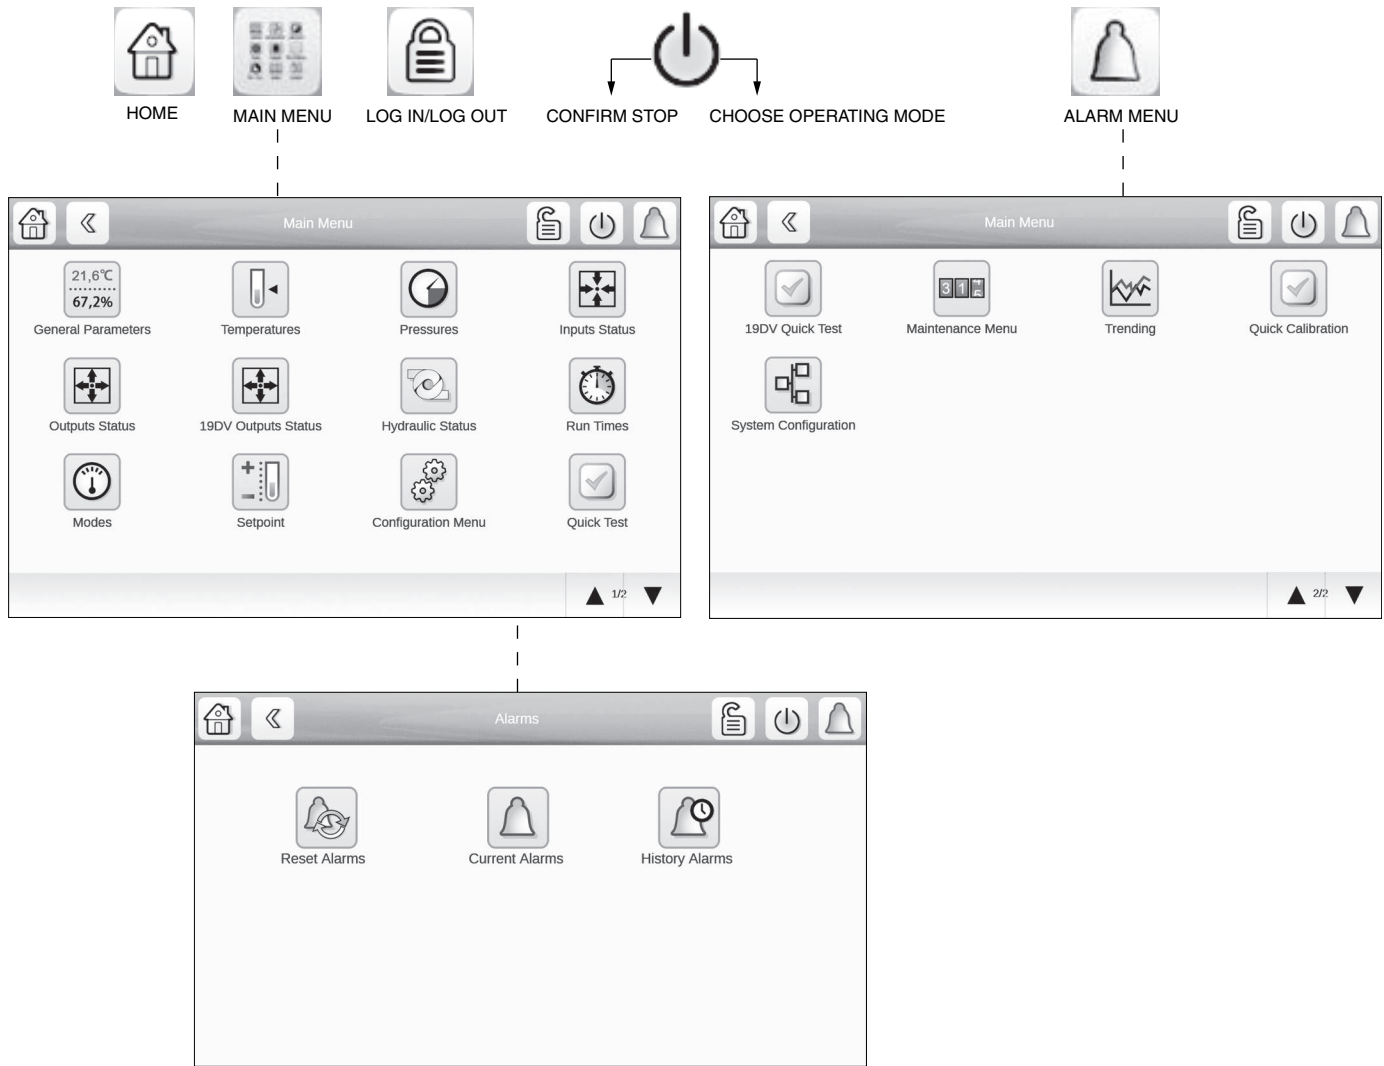 HOME
MAIN MENU
LOG IN/LOG OUT
CONFIRM STOP
CHOOSE OPERATING MODE
ALARM MENU
Main Menu
21,6°C
67,2%
General Parameters
Temperatures
Pressures
Inputs Status
Outputs Status
19DV Outputs Status
Hydraulic Status
Run Times
Modes
Setpoint
Configuration Menu
Quick Test
1/2
Main Menu
19DV Quick Test
Maintenance Menu
Trending
Quick Calibration
System Configuration
2/2
Alarms
Reset Alarms
Current Alarms
History Alarms